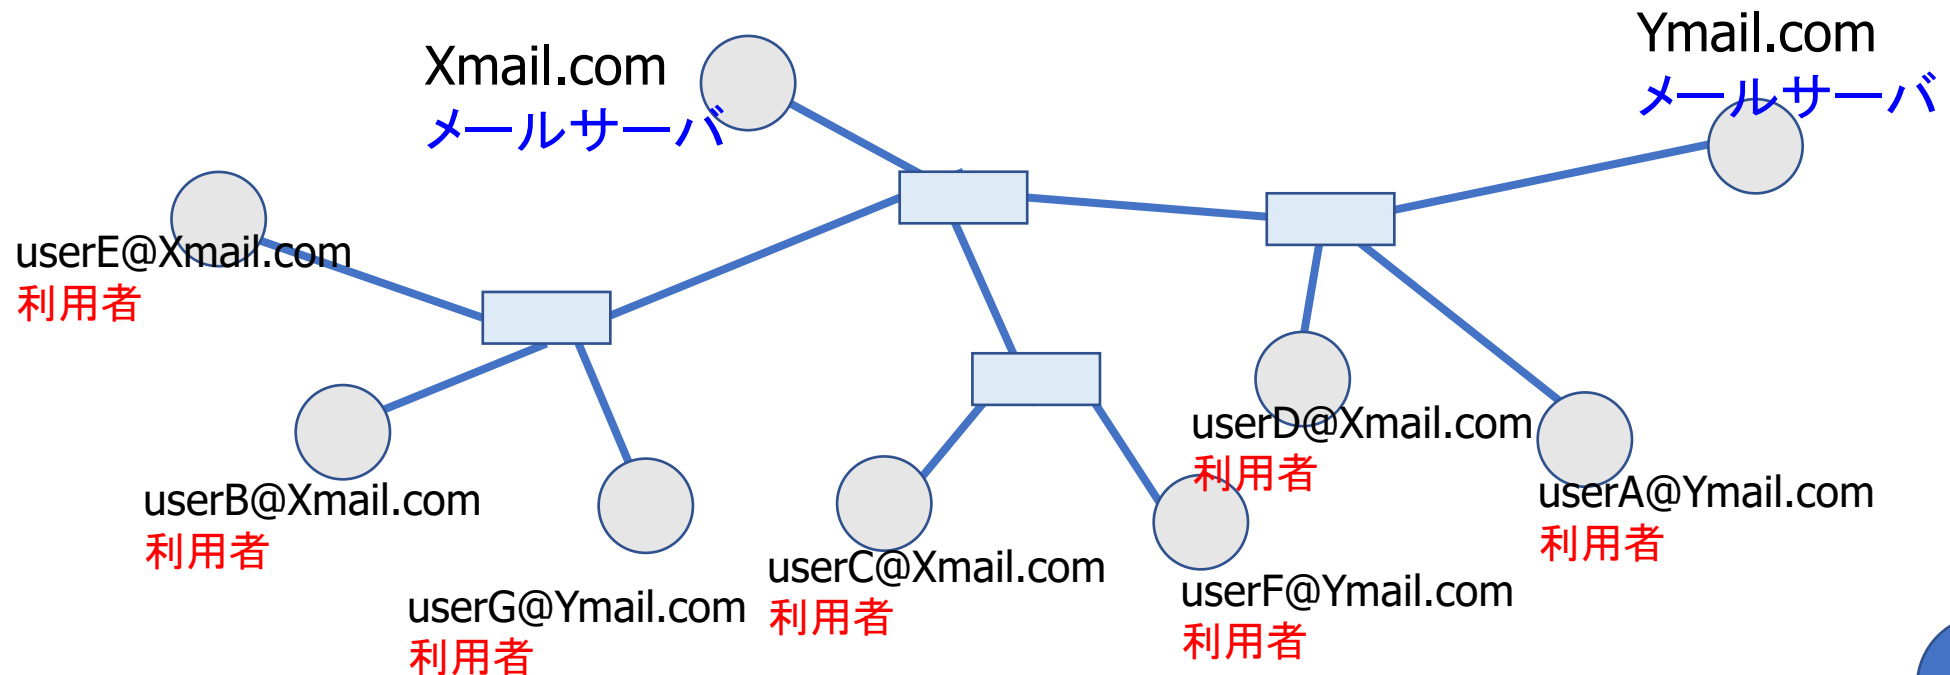 Xmail.com
メールサーバ
Ymail.com
メールサーバ
userE@Xmail.com
利用者
userB@Xmail.com
利用者
userG@Ymail.com
利用者
userC@Xmail.com
利用者
userD@Xmail.com
利用者
userF@Ymail.com
利用者
userA@Ymail.com
利用者